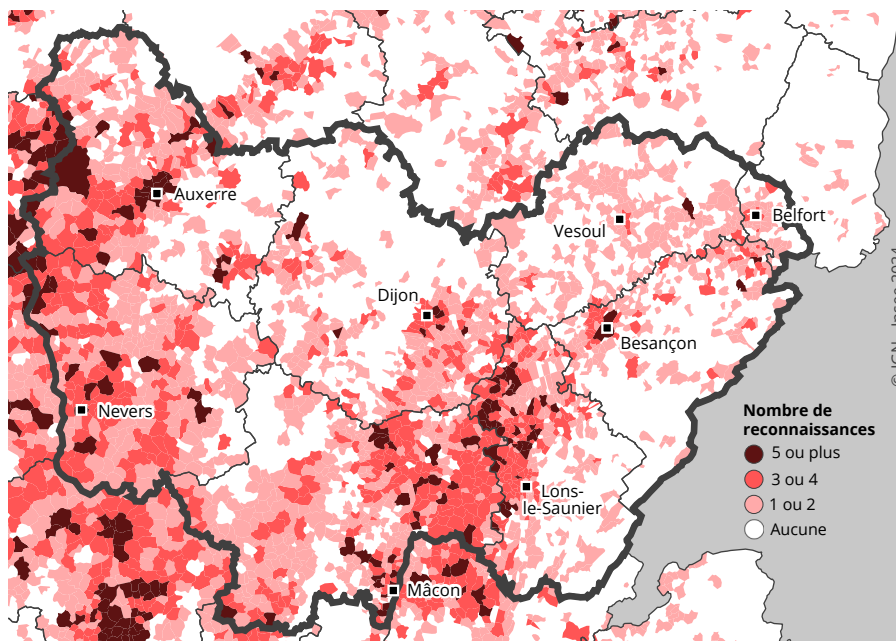 Auxerre
Belfort
Vesoul
Dijon
Besançon
Nevers
Lons-
le-Saunier
Mâcon
Nombre de
reconnaissances
5 ou plus
3 ou 4
1 ou 2
Aucune
© IGN - Insee 2024